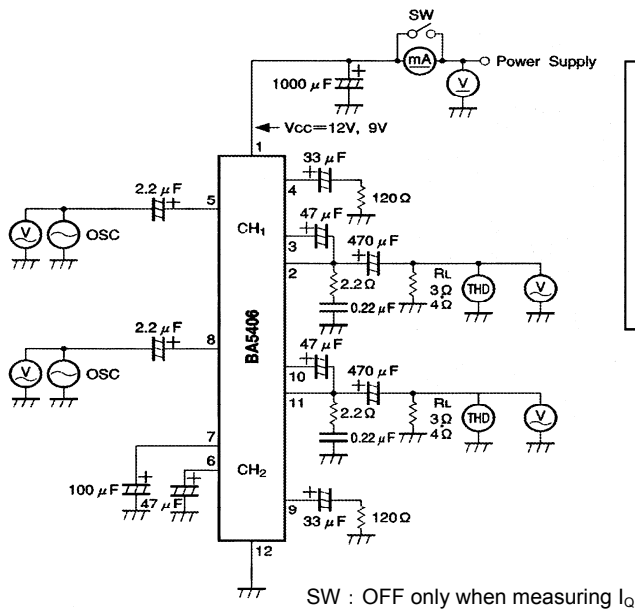 SW
mA
Power Supply
V
1000 μF
+
Vcc=12V, 9V
1
33 μF
+
4
120Ω
2.2 μF
+
5
V
OSC
CH1
47 μF
+
3
470 μF
+
2
2.2Ω
0.22 μF
RL
3Ω
4Ω
THD
V
BA5406
2.2 μF
+
8
V
OSC
47 μF
+
10
470 μF
+
11
2.2Ω
0.22 μF
RL
3Ω
4Ω
THD
V
7
6
CH2
100 μF
+
47 μF
+
9
+
33 μF
120Ω
12
SW : OFF only when measuring IQ